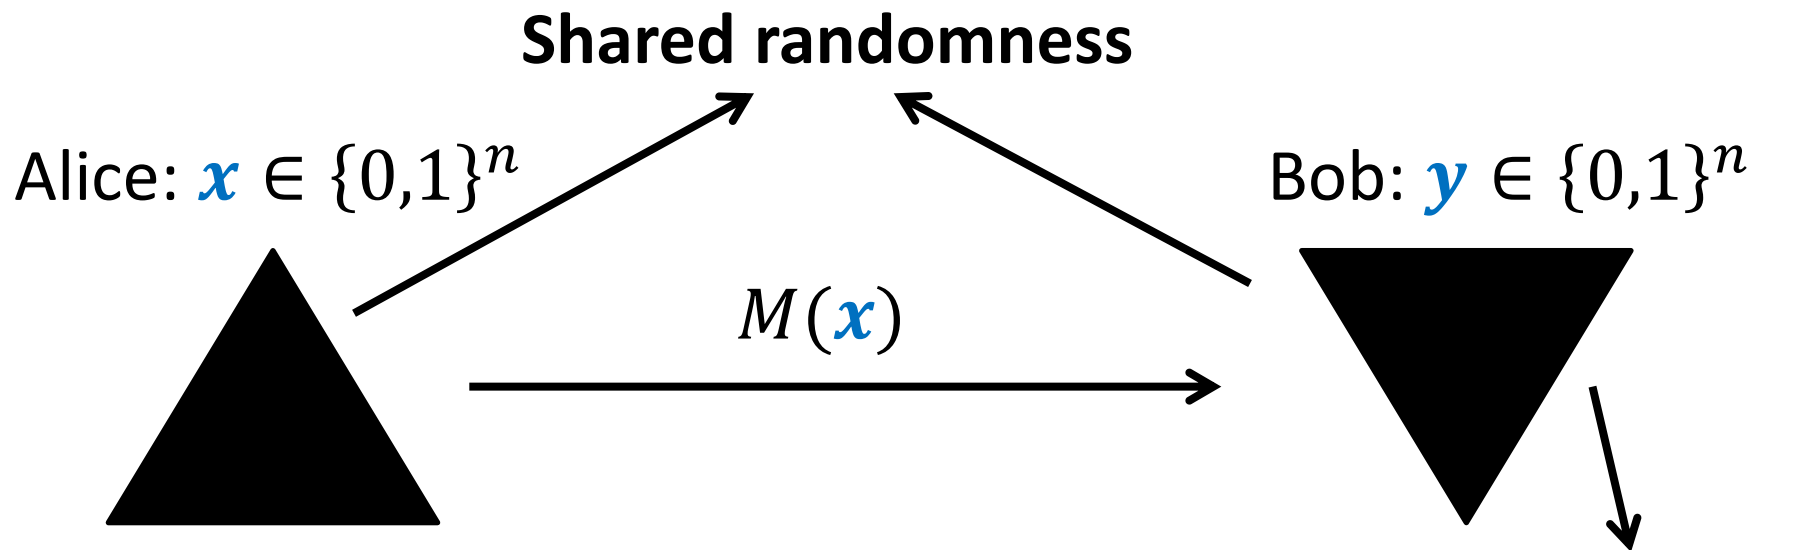 Shared randomness
Alice: 𝒙 ∈ {0,1}ⁿ
Bob: 𝒚 ∈ {0,1}ⁿ
M(𝒙)